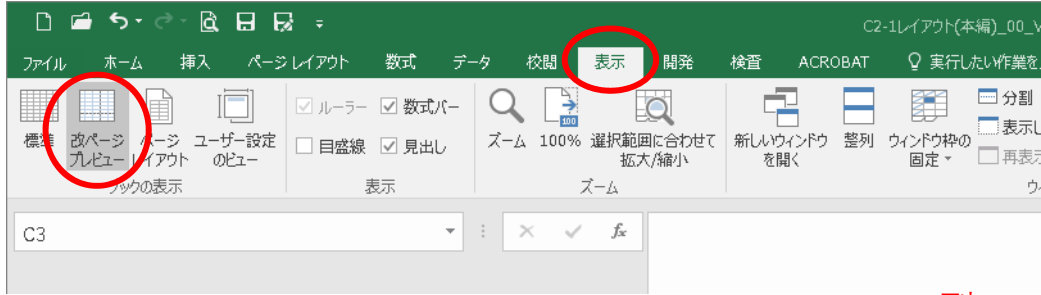 C2-1レイアウト(本編)_00_V
ファイル ホーム 挿入 ページ レイアウト 数式 データ 校閲 表示 開発 検査 ACROBAT 実行したい作業を
標準 改ページ プレビュー ページ レイアウト ユーザー設定 のビュー
ブックの表示
ルーラー 数式バー
目盛線 見出し
表示
ズーム 100% 選択範囲に合わせて 拡大/縮小
ズーム
新しいウィンドウ を開く 整列 ウィンドウ枠の 固定
分割
表示し
再表示
ウ
C3 fx